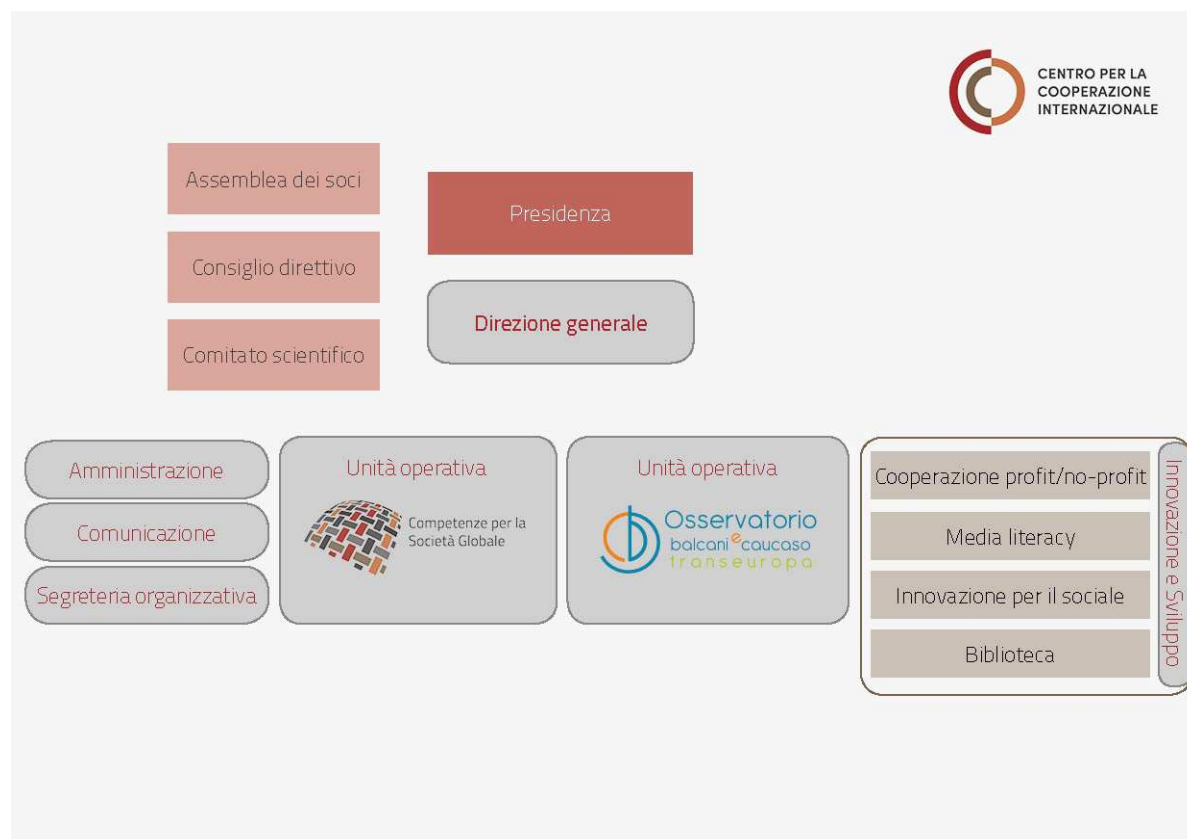 CENTRO PER LA
COOPERAZIONE
INTERNAZIONALE
Assemblea dei soci
Presidenza
Consiglio direttivo
Direzione generale
Comitato scientifico
Amministrazione
Comunicazione
Segreteria organizzativa
Unità operativa
Competenze per la
Società Globale
Unità operativa
Osservatorio
balcani e caucaso
transeuropa
Cooperazione profit/no-profit
Media literacy
Innovazione per il sociale
Biblioteca
Innovazione e Sviluppo